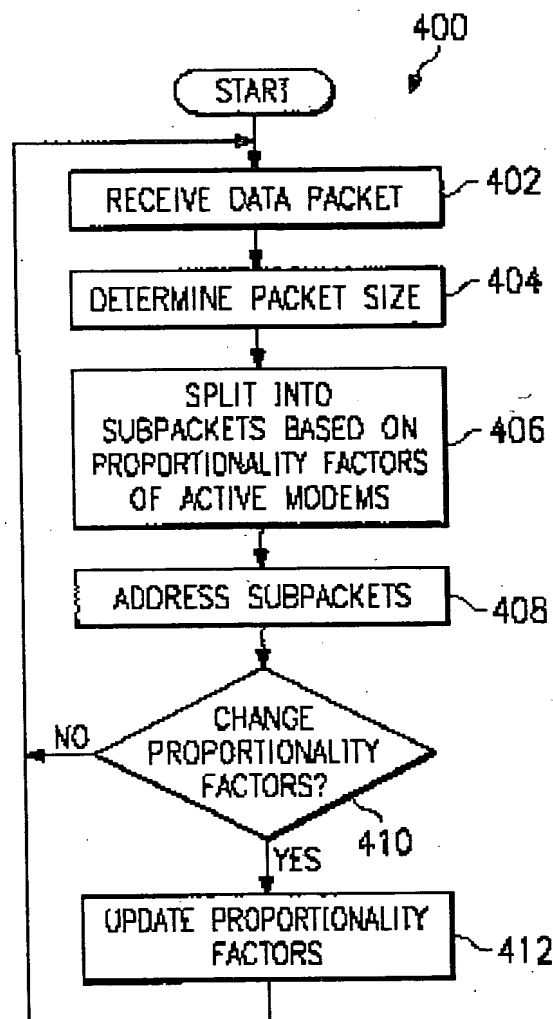 400
START
RECEIVE DATA PACKET
402
DETERMINE PACKET SIZE
404
SPLIT INTO
SUBPACKETS BASED ON
PROPORTIONALITY FACTORS
OF ACTIVE MODEMS
406
ADDRESS SUBPACKETS
408
CHANGE
PROPORTIONALITY
FACTORS?
NO
410
YES
UPDATE PROPORTIONALITY
FACTORS
412